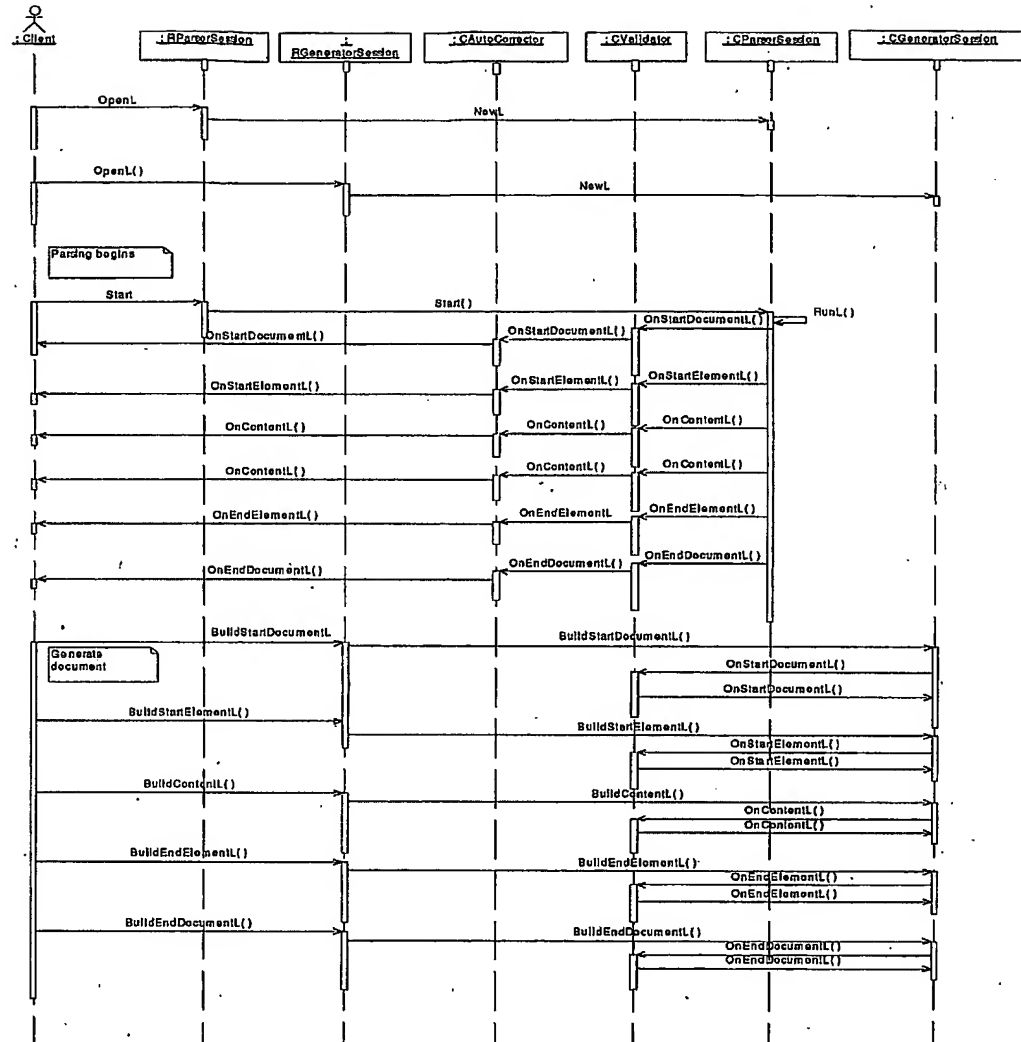 : Client
: RParserSession
:
RGeneratorSession
: CAutoCorrector
: CValidator
: CParserSession
: CGeneratorSession
OpenL
NewL
OpenL()
NewL
Parsing begins
Start
Start()
RunL()
OnStartDocumentL()
OnStartDocumentL()
OnStartDocumentL()
OnStartElementL()
OnStartElementL()
OnStartElementL()
OnContentL()
OnContentL()
OnContentL()
OnContentL()
OnContentL()
OnContentL()
OnEndElementL()
OnEndElementL
OnEndElementL()
OnEndDocumentL()
OnEndDocumentL()
OnEndDocumentL()
BuildStartDocumentL
BuildStartDocumentL()
Generate
document
OnStartDocumentL()
OnStartDocumentL()
BuildStartElementL()
BuildStartElementL()
OnStartElementL()
OnStartElementL()
BuildContentL()
BuildContentL()
OnContentL()
OnContentL()
BuildEndElementL()
BuildEndElementL()
OnEndElementL()
OnEndElementL()
BuildEndDocumentL()
BuildEndDocumentL()
OnEndDocumentL()
OnEndDocumentL()